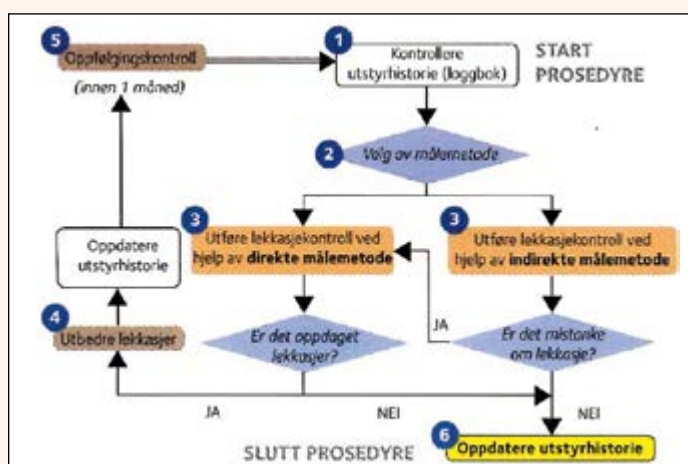 5
Oppfølgingskontroll
(innen 1 måned)
1
Kontrollere
utstyrhistorie (loggbok)
START
PROSEDYRE
2
Valg av målemetode
3
Utføre lekkasjekontroll ved
hjelp av direkte målemetode
3
Utføre lekkasjekontroll ved
hjelp av indirekte målemetode
Oppdatere
utstyrhistorie
4
Utbedre lekkasjer
Er det oppdaget
lekkasjer?
JA
Er det mistanke
om lekkasje?
JA
NEI
NEI
SLUTT PROSEDYRE
6
Oppdatere utstyrhistorie